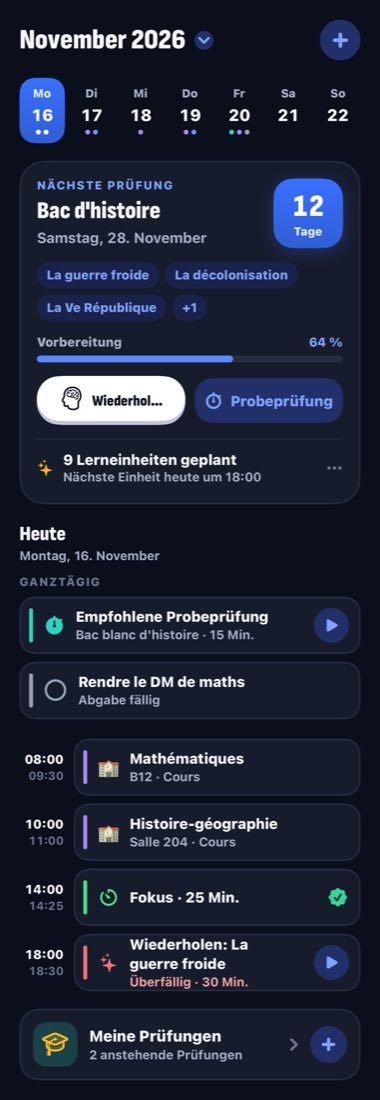 November 2026
Mo Di Mi Do Fr Sa So
16 17 18 19 20 21 22
NÄCHSTE PRÜFUNG
Bac d'histoire
Samstag, 28. November
12
Tage
La guerre froide
La décolonisation
La Ve République
+1
Vorbereitung
64 %
Wiederhol...
Probeprüfung
9 Lerneinheiten geplant
Nächste Einheit heute um 18:00
Heute
Montag, 16. November
GANZTÄGIG
Empfohlene Probeprüfung
Bac blanc d'histoire · 15 Min.
Rendre le DM de maths
Abgabe fällig
08:00
09:30
Mathématiques
B12 · Cours
10:00
11:00
Histoire-géographie
Salle 204 · Cours
14:00
14:25
Fokus · 25 Min.
18:00
18:30
Wiederholen: La
guerre froide
Überfällig · 30 Min.
Meine Prüfungen
2 anstehende Prüfungen